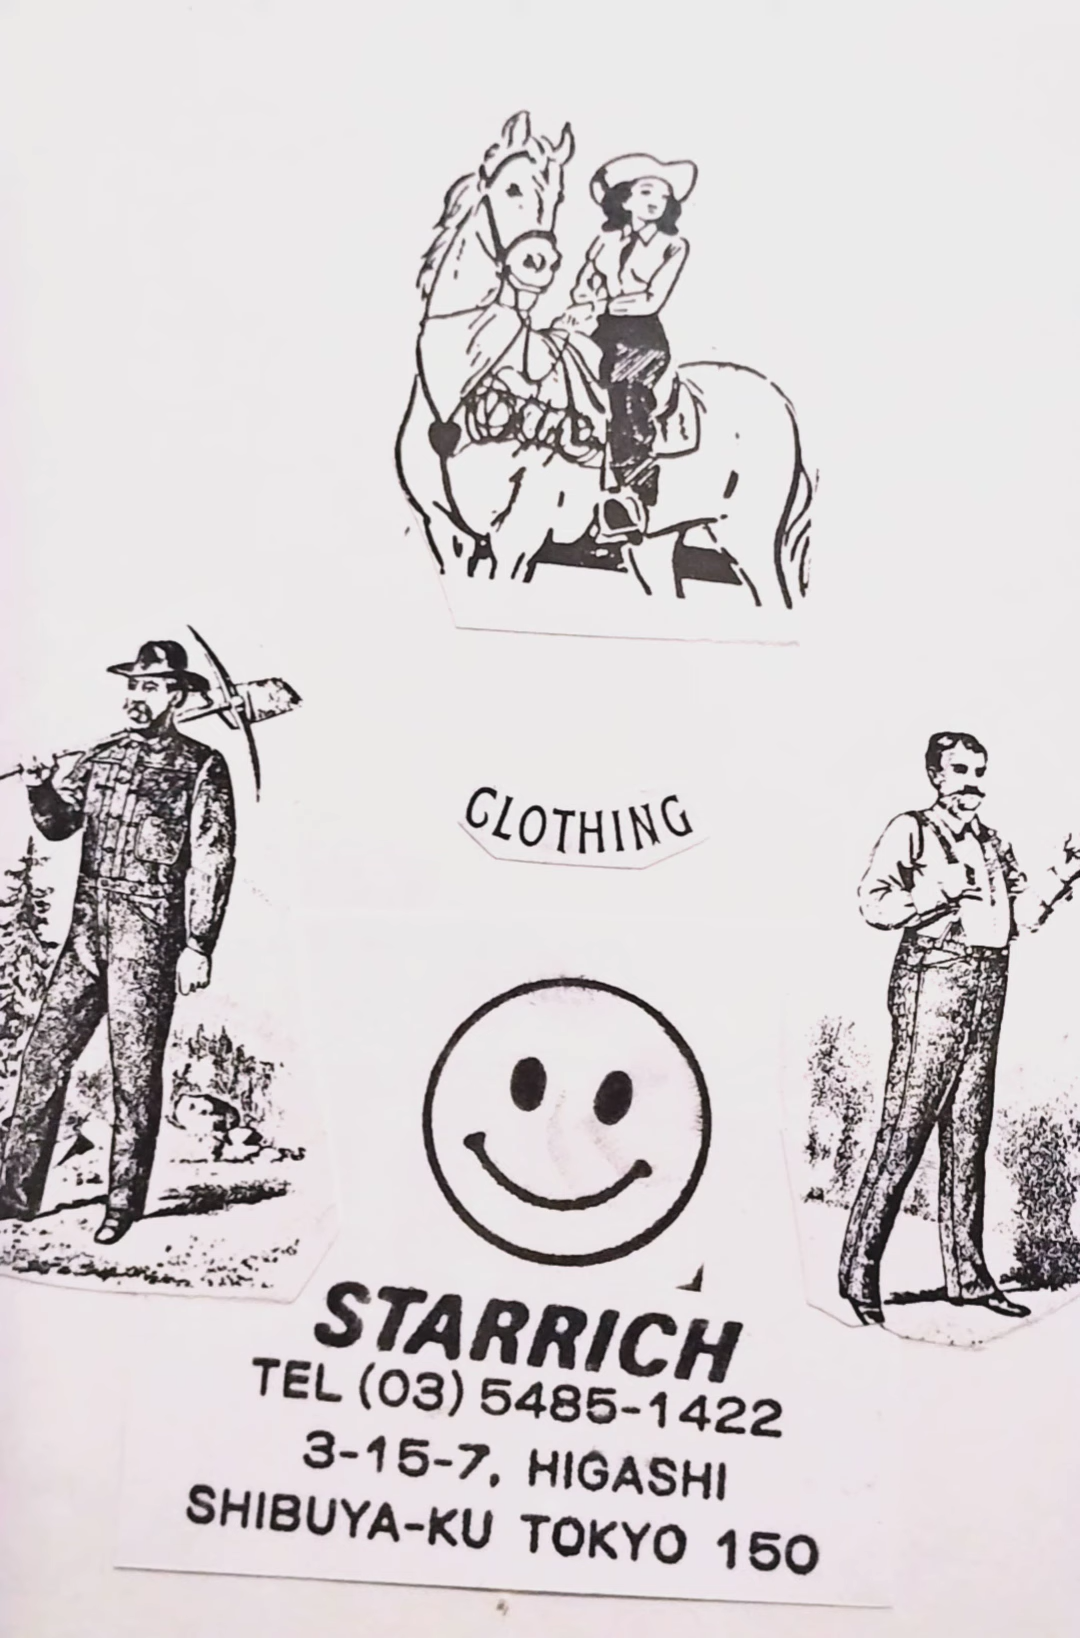 CLOTHING
STARRICH
TEL (03) 5485-1422
3-15-7, HIGASHI
SHIBUYA-KU TOKYO 150